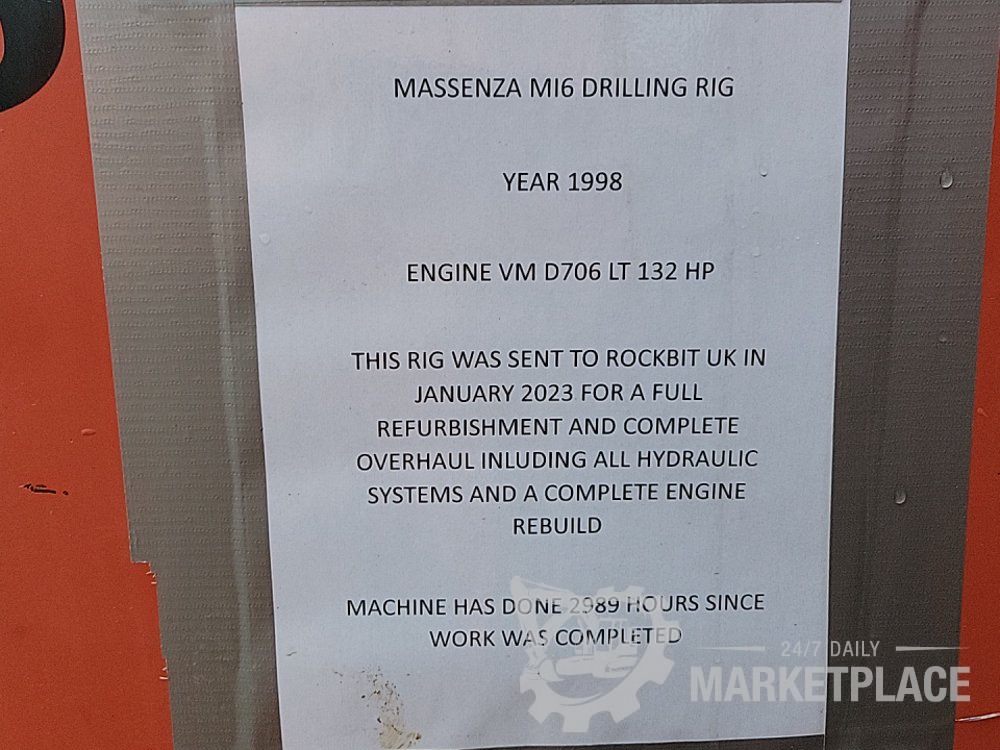 MASSENZA MI6 DRILLING RIG
YEAR 1998
ENGINE VM D706 LT 132 HP
THIS RIG WAS SENT TO ROCKBIT UK IN
JANUARY 2023 FOR A FULL
REFURBISHMENT AND COMPLETE
OVERHAUL INLUDING ALL HYDRAULIC
SYSTEMS AND A COMPLETE ENGINE
REBUILD
MACHINE HAS DONE 2989 HOURS SINCE
WORK WAS COMPLETED
24/7 DAILY
MARKETPLACE